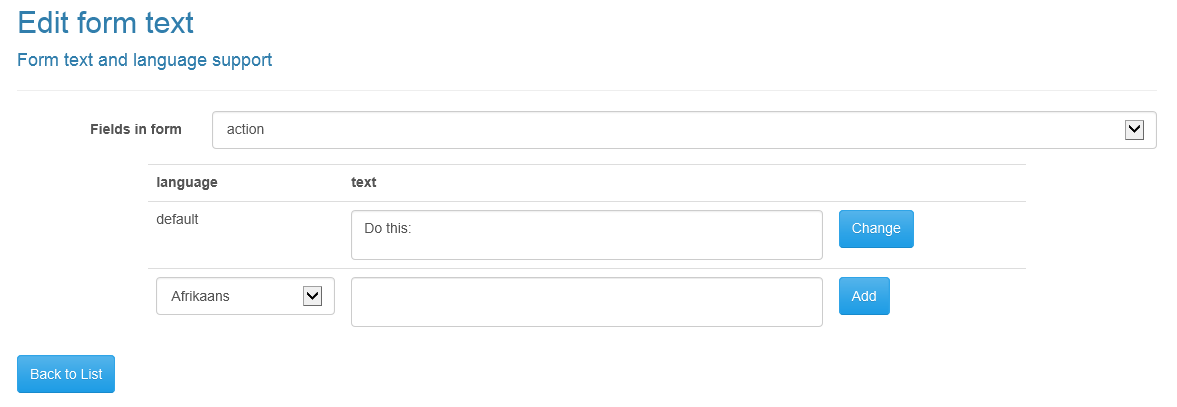 Edit form text
Form text and language support
Fields in form action
language text
default Do this: Change
Afrikaans Add
Back to List